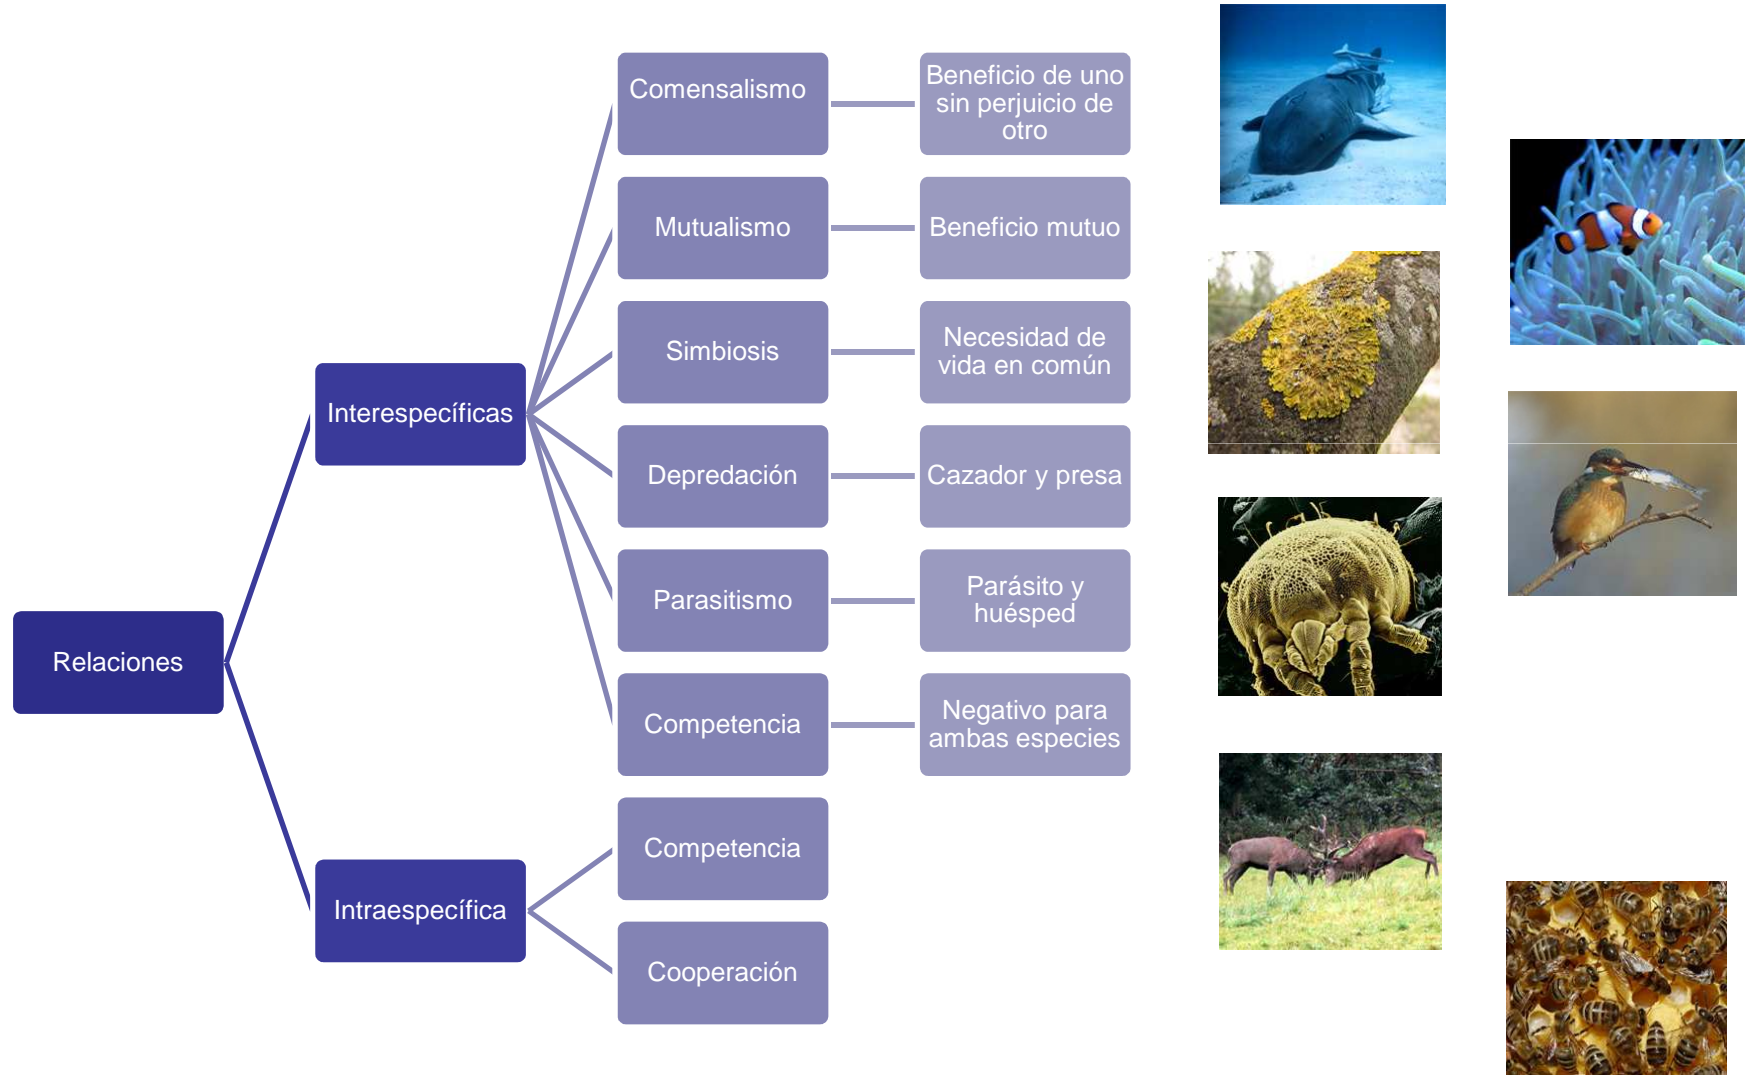 Relaciones
Interespecíficas
Comensalismo
Beneficio de uno
sin perjuicio de
otro
Mutualismo
Beneficio mutuo
Simbiosis
Necesidad de
vida en común
Depredación
Cazador y presa
Parasitismo
Parásito y
huésped
Competencia
Negativo para
ambas especies
Intraespecífica
Competencia
Cooperación